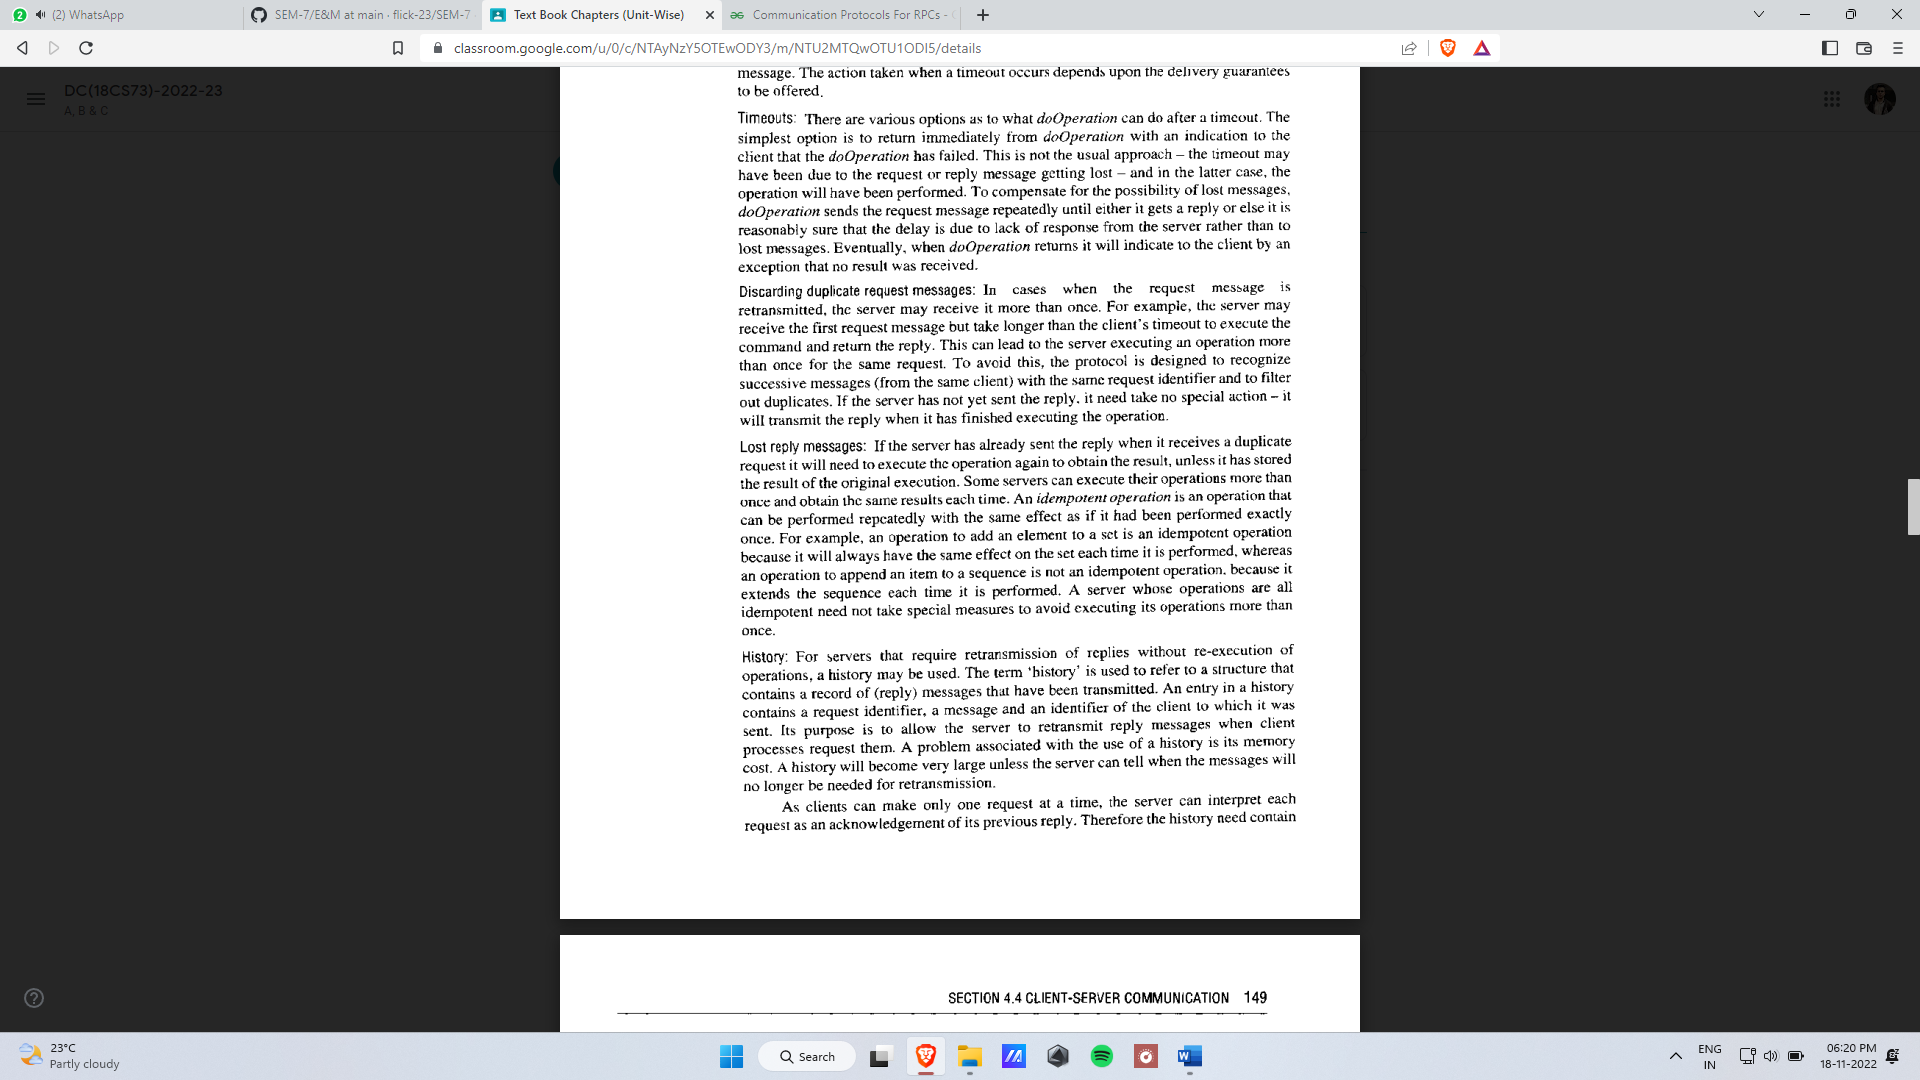 (2) WhatsApp
SEM-7/E&M at main · flick-23/SEM-7
Text Book Chapters (Unit-Wise)
Communication Protocols For RPCs -
classroom.google.com/u/0/c/NTAyNzY5OTEwODY3/m/NTU2MTQwOTU1ODI5/details
DC(18CS73)-2022-23
A, B & C
message. The action taken when a timeout occurs depends upon the delivery guarantees
to be offered.
Timeouts: There are various options as to what doOperation can do after a timeout. The
simplest option is to return immediately from doOperation with an indication to the
client that the doOperation has failed. This is not the usual approach – the timeout may
have been due to the request or reply message getting lost – and in the latter case, the
operation will have been performed. To compensate for the possibility of lost messages,
doOperation sends the request message repeatedly until either it gets a reply or else it is
reasonably sure that the delay is due to lack of response from the server rather than to
lost messages. Eventually, when doOperation returns it will indicate to the client by an
exception that no result was received.
Discarding duplicate request messages: In cases when the request message is
retransmitted, the server may receive it more than once. For example, the server may
receive the first request message but take longer than the client's timeout to execute the
command and return the reply. This can lead to the server executing an operation more
than once for the same request. To avoid this, the protocol is designed to recognize
successive messages (from the same client) with the same request identifier and to filter
out duplicates. If the server has not yet sent the reply, it need take no special action – it
will transmit the reply when it has finished executing the operation.
Lost reply messages: If the server has already sent the reply when it receives a duplicate
request it will need to execute the operation again to obtain the result, unless it has stored
the result of the original execution. Some servers can execute their operations more than
once and obtain the same results each time. An idempotent operation is an operation that
can be performed repeatedly with the same effect as if it had been performed exactly
once. For example, an operation to add an element to a set is an idempotent operation
because it will always have the same effect on the set each time it is performed, whereas
an operation to append an item to a sequence is not an idempotent operation, because it
extends the sequence each time it is performed. A server whose operations are all
idempotent need not take special measures to avoid executing its operations more than
once.
History: For servers that require retransmission of replies without re-execution of
operations, a history may be used. The term 'history' is used to refer to a structure that
contains a record of (reply) messages that have been transmitted. An entry in a history
contains a request identifier, a message and an identifier of the client to which it was
sent. Its purpose is to allow the server to retransmit reply messages when client
processes request them. A problem associated with the use of a history is its memory
cost. A history will become very large unless the server can tell when the messages will
no longer be needed for retransmission.
As clients can make only one request at a time, the server can interpret each
request as an acknowledgement of its previous reply. Therefore the history need contain
SECTION 4.4 CLIENT-SERVER COMMUNICATION 149
23°C
Partly cloudy
Search
ENG
IN
06:20 PM
18-11-2022